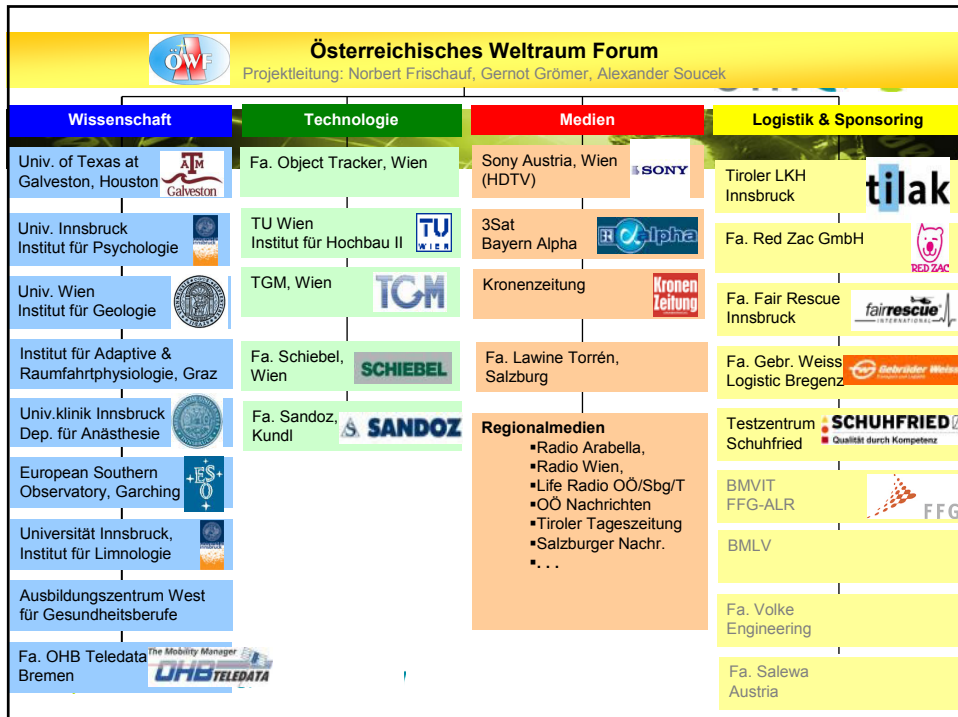 ÖWF
Österreichisches Weltraum Forum
Projektleitung: Norbert Frischauf, Gernot Grömer, Alexander Soucek
Wissenschaft
Univ. of Texas at
Galveston, Houston
ATM
Galveston
Univ. Innsbruck
Institut für Psychologie
innsbruck
Univ. Wien
Institut für Geologie
Institut für Adaptive &
Raumfahrtphysiologie, Graz
Univ.klinik Innsbruck
Dep. für Anästhesie
European Southern
Observatory, Garching
ESO
Universität Innsbruck,
Institut für Limnologie
innsbruck
Ausbildungszentrum West
für Gesundheitsberufe
Fa. OHB Teledata
Bremen
The Mobility Manager
OHB TELEDATA
Technologie
Fa. Object Tracker, Wien
TU Wien
Institut für Hochbau II
TU
WIEN
TGM, Wien
TGM
Fa. Schiebel,
Wien
SCHIEBEL
Fa. Sandoz,
Kundl
SANDOZ
Medien
Sony Austria, Wien
(HDTV)
SONY
3Sat
Bayern Alpha
BR alpha
Kronenzeitung
Kronen
Zeitung
Fa. Lawine Torrén,
Salzburg
Regionalmedien
▪Radio Arabella,
▪Radio Wien,
▪Life Radio OÖ/Sbg/T
▪OÖ Nachrichten
▪Tiroler Tageszeitung
▪Salzburger Nachr.
▪. . .
Logistik & Sponsoring
Tiroler LKH
Innsbruck
tilak
Fa. Red Zac GmbH
RED ZAC
Fa. Fair Rescue
Innsbruck
fairrescue
INTERNATIONAL
Fa. Gebr. Weiss
Logistic Bregenz
Gebrüder Weiss
Testzentrum
Schuhfried
SCHUHFRIED
Qualität durch Kompetenz
BMVIT
FFG-ALR
FFG
BMLV
Fa. Volke
Engineering
Fa. Salewa
Austria